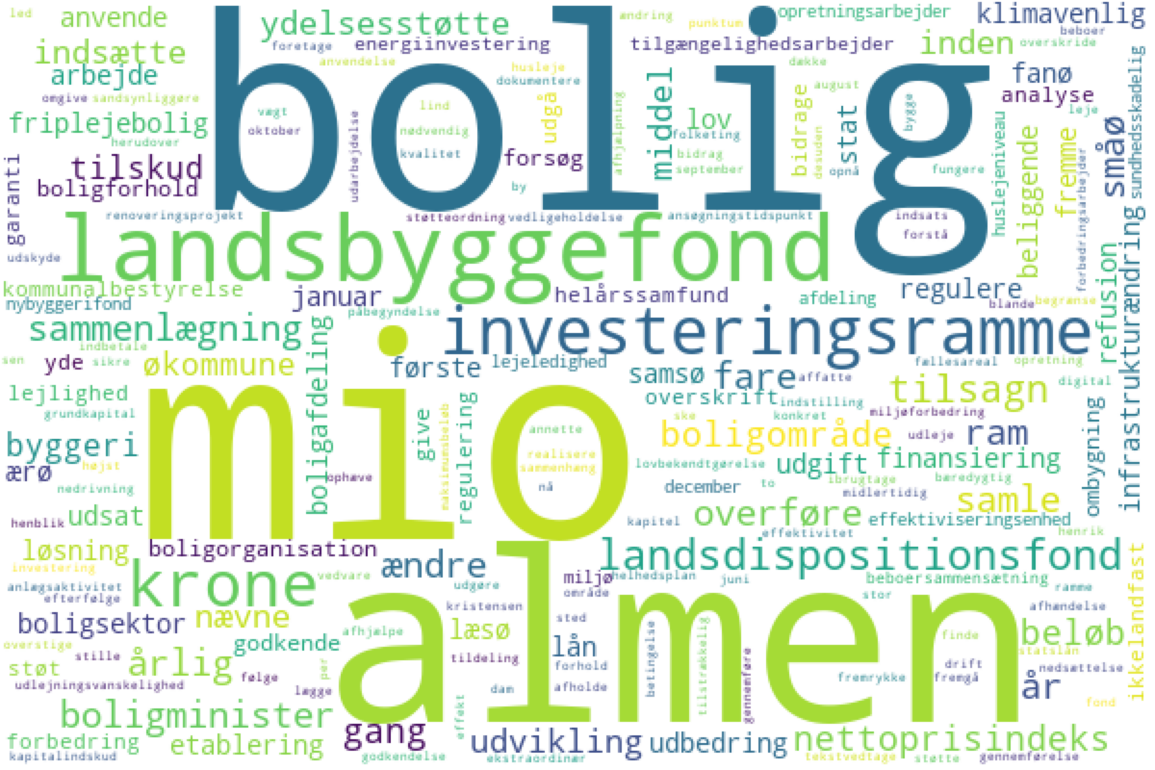 bolig
mio
almen
landsbyggefond
investeringsramme
krone
landsdispositionsfond
led
anvende
ydelsesstøtte
ændring
punktum
opretningsarbejder
klimavenlig
beboer
indsætte
foretage
energiinvestering
tilgængelighedsarbejder
inden
overskride
arbejde
anvendelse
husleje
dokumentere
dække
august
fanø
analyse
omgive
sandsynliggøre
vægt
lind
udgå
afhjælpning
middel
lov
bidrage
desuden
stat
bygge
leje
friplejebolig
oktober
nødvendig
folketing
herudover
udarbejdelse
kvalitet
forsøg
bidrag
opnå
fungere
huslejeniveau
beliggende
fremme
småø
sundhedsskadelig
tilskud
boligforhold
september
by
garanti
renoveringsprojekt
støtteordning
vedligeholdelse
ansøgningstidspunkt
indsats
forstå
forbedringsarbejder
udskyde
kommunalbestyrelse
nybyggerifond
januar
påbegyndelse
helårssamfund
afdeling
regulere
blande
begrænse
refusion
infrastrukturændring
sammenlægning
indbetale
sen
yde
sikre
økommune
boligafdeling
første
lejeledighed
samsø
fare
affatte
fællesareal
opretning
lejlighed
grundkapital
give
regulering
maksimumsbeløb
overskrift
indstilling
tilsagn
digital
ske
konkret
miljøforbedring
byggeri
annette
boligområde
udleje
ram
ærø
højst
ophæve
realisere
sammenhæng
lovbekendtgørelse
udgift
finansiering
ombygning
nedrivning
nå
december
to
ibrugtage
bæredygtig
midlertidig
samle
henblik
udsat
kapitel
overføre
effektiviseringsenhed
effektivitet
henrik
løsning
investering
boligorganisation
ændre
vedvare
miljø
helhedsplan
juni
beboersammensætning
ramme
anlægsaktivitet
efterfølge
udgøre
område
stor
afhændelse
ikkelandfast
boligsektor
nævne
kristensen
sted
afhjælpe
læsø
finde
beløb
overstige
stille
godkende
lån
betingelse
tilstrækkelig
gennemføre
statslån
støt
årlig
per
tildeling
forhold
drift
nedsættelse
udlejningsvanskelighed
følge
lægge
dam
afholde
fremrykke
fremgå
år
fond
boligminister
effekt
gang
forbedring
etablering
udvikling
udbedring
nettoprisindeks
kapitalindskud
godkendelse
ekstraordinær
tekstvedtage
støtte
gennemførelse